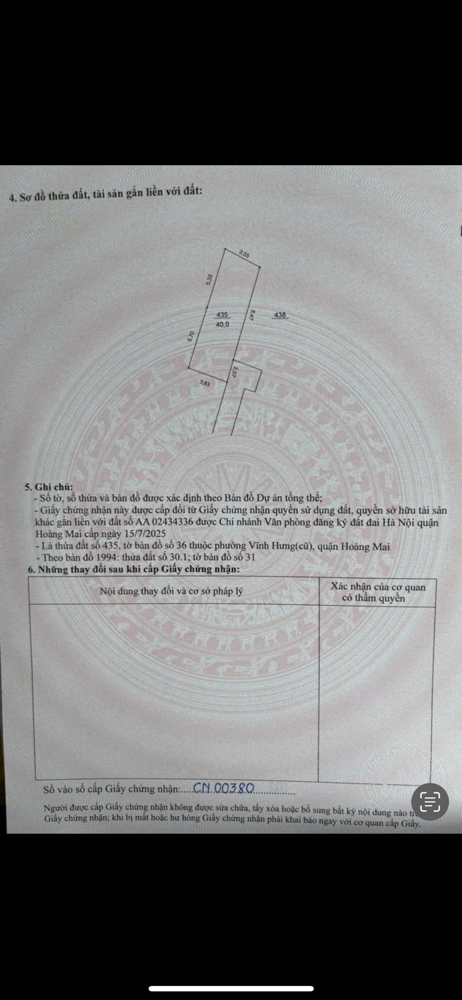 4. Sơ đồ thửa đất, tài sản gắn liền với đất:
3,55
5,32
435
40,0
8,47
438
5,70
2,07
3,83
5. Ghi chú:
- Số tờ, số thửa và bản đồ được xác định theo Bản đồ Dự án tổng thể;
- Giấy chứng nhận này được cấp đổi từ Giấy chứng nhận quyền sử dụng đất, quyền sở hữu tài sản
khác gắn liền với đất số AA 02434336 được Chi nhánh Văn phòng đăng ký đất đai Hà Nội quận
Hoàng Mai cấp ngày 15/7/2025
- Là thửa đất số 435, tờ bản đồ số 36 thuộc phường Vĩnh Hưng(cũ), quận Hoàng Mai
- Theo bản đồ 1994: thửa đất số 30.1; tờ bản đồ số 31
6. Những thay đổi sau khi cấp Giấy chứng nhận:
Nội dung thay đổi và cơ sở pháp lý
Xác nhận của cơ quan
có thẩm quyền
Số vào sổ cấp Giấy chứng nhận:.....CN.00380.................
Người được cấp Giấy chứng nhận không được sửa chữa, tẩy xóa hoặc bổ sung bất kỳ nội dung nào
Giấy chứng nhận; khi bị mất hoặc hư hỏng Giấy chứng nhận phải khai báo ngay với cơ quan cấp Giấy.